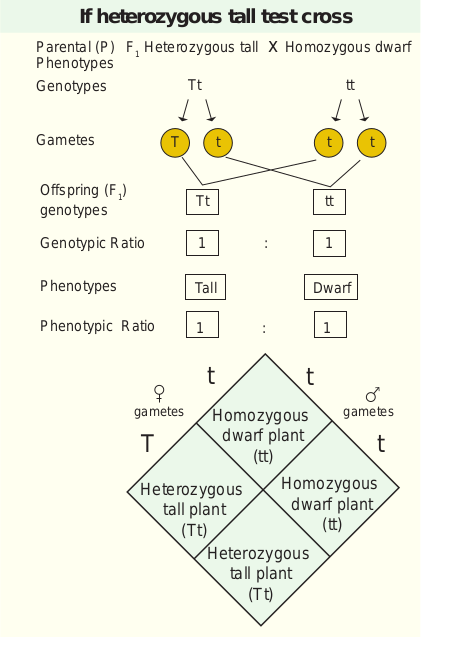 If heterozygous tall test cross
Parental (P) F1 Heterozygous tall X Homozygous dwarf
Phenotypes
Genotypes Tt tt
Gametes T t t t
Offspring (F1)
genotypes Tt tt
Genotypic Ratio 1 : 1
Phenotypes Tall Dwarf
Phenotypic Ratio 1 : 1
t t
♀ ♂
gametes gametes
T t
Homozygous
dwarf plant
(tt)
Heterozygous
tall plant
(Tt)
Homozygous
dwarf plant
(tt)
Heterozygous
tall plant
(Tt)